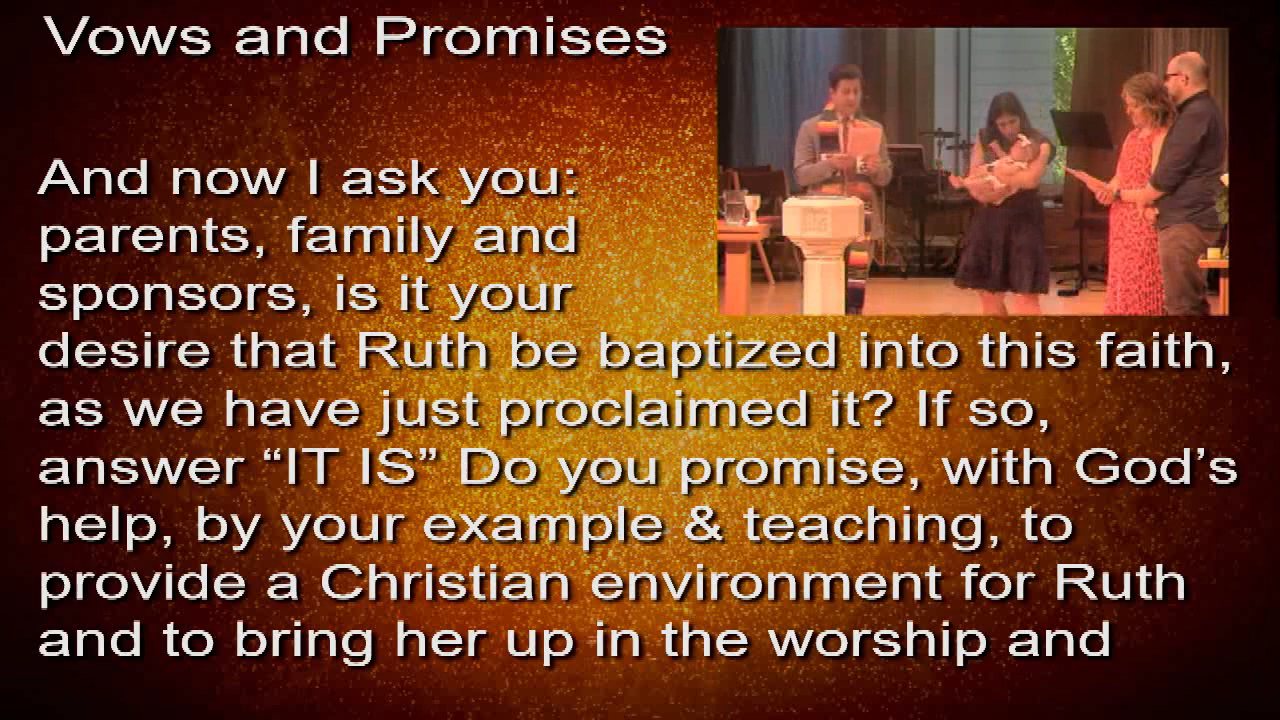 Vows and Promises
And now I ask you:
parents, family and
sponsors, is it your
desire that Ruth be baptized into this faith,
as we have just proclaimed it? If so,
answer “IT IS” Do you promise, with God’s
help, by your example & teaching, to
provide a Christian environment for Ruth
and to bring her up in the worship and